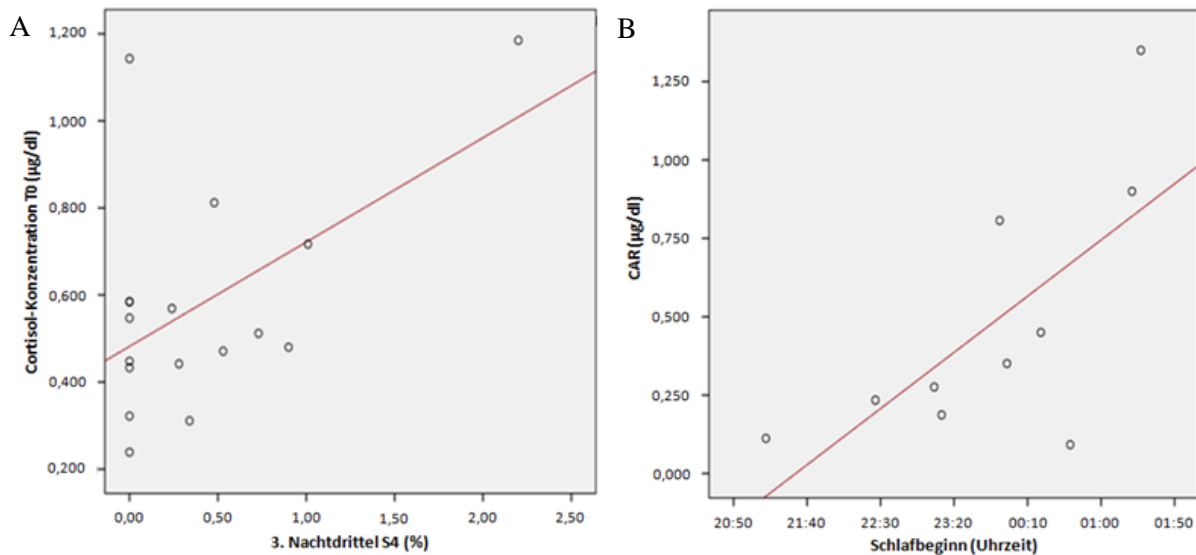 A
Cortisol-Konzentration T0 (µg/dl)
1,200
1,000
0,800
0,600
0,400
0,200
0,00 0,50 1,00 1,50 2,00 2,50
3. Nachtdrittel S4 (%)
B
CAR (µg/dl)
1,250
1,000
0,750
0,500
0,250
0,000
20:50 21:40 22:30 23:20 00:10 01:00 01:50
Schlafbeginn (Uhrzeit)